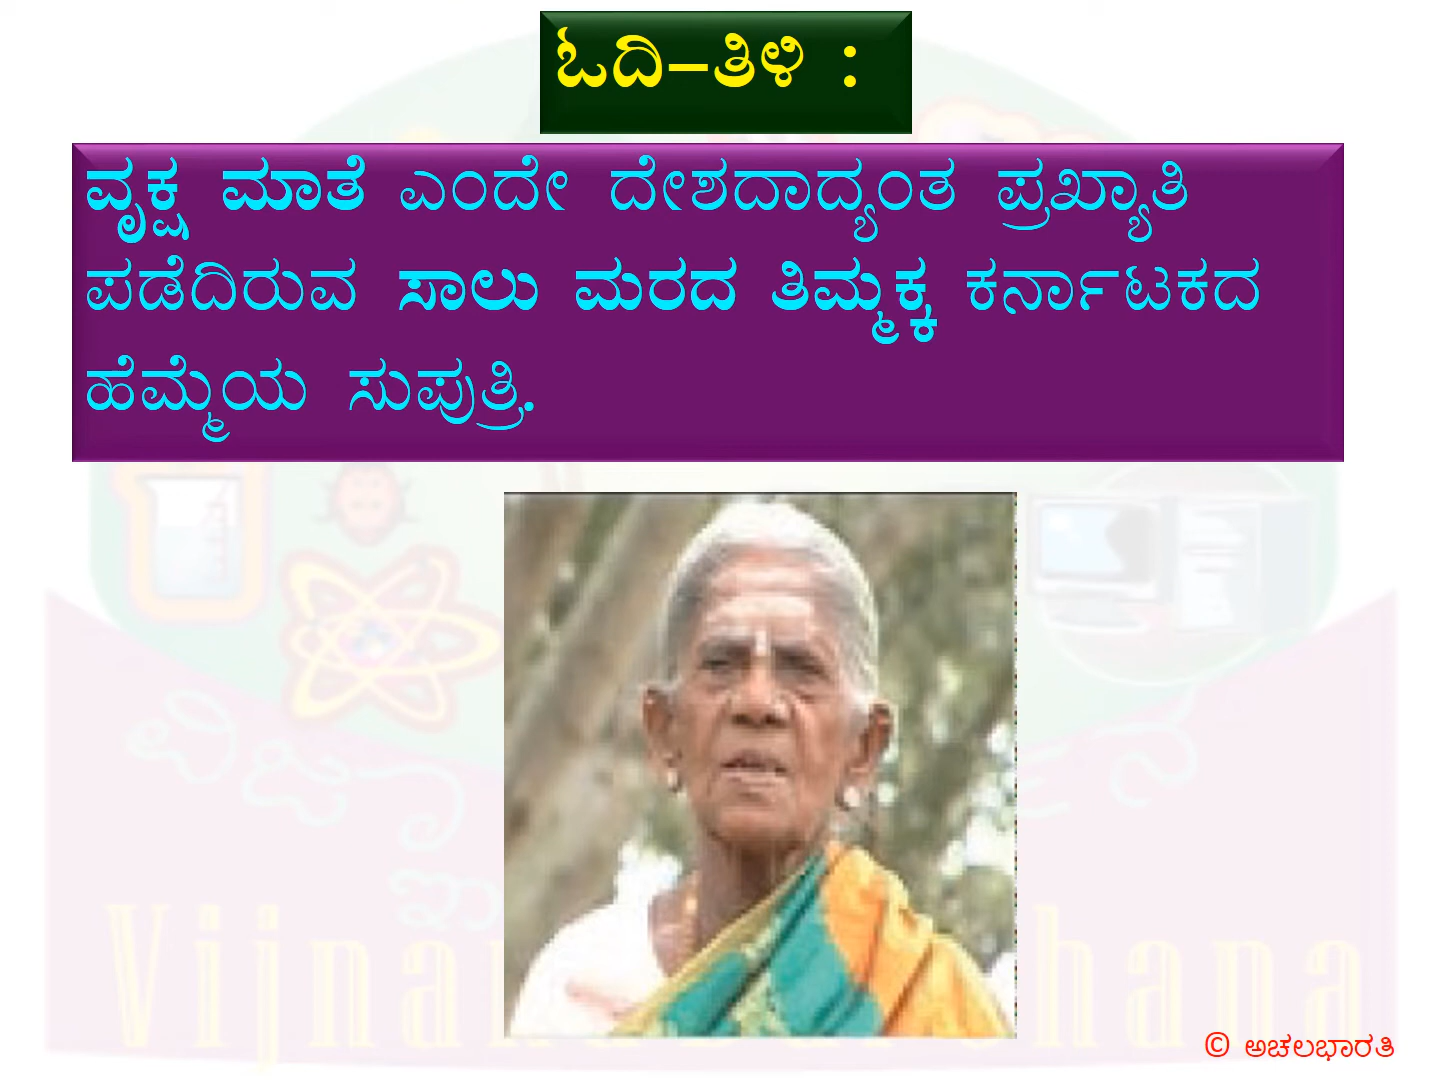 ಓದಿ–ತಿಳಿ :
ವೃಕ್ಷ ಮಾತೆ ಎಂದೇ ದೇಶದಾದ್ಯಂತ ಪ್ರಖ್ಯಾತಿ
ಪಡೆದಿರುವ ಸಾಲು ಮರದ ತಿಮ್ಮಕ್ಕ ಕರ್ನಾಟಕದ
ಹೆಮ್ಮೆಯ ಸುಪುತ್ರಿ.
© ಅಚಲಭಾರತಿ